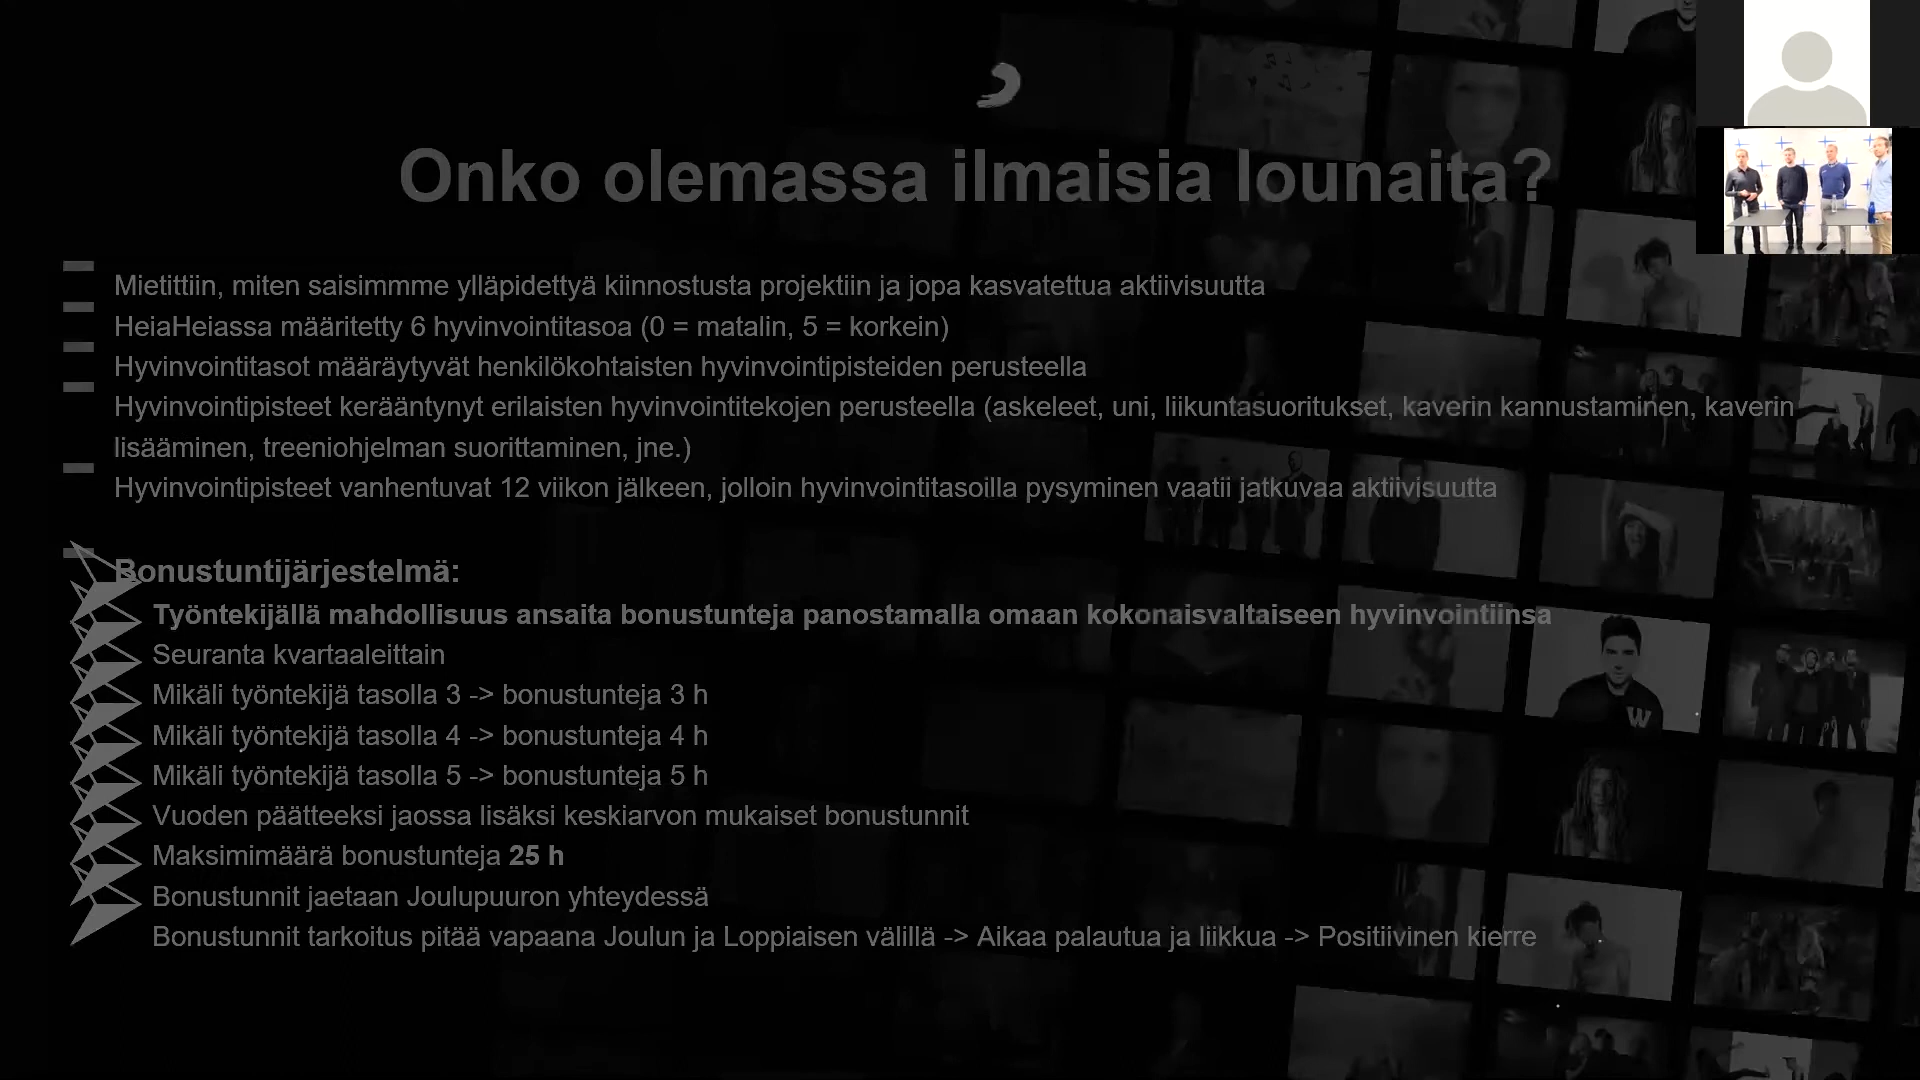 Onko olemassa ilmaisia lounaita?
Mietittiin, miten saisimmme ylläpidettyä kiinnostusta projektiin ja jopa kasvatettua aktiivisuutta
HeiaHeiassa määritetty 6 hyvinvointitasoa (0 = matalin, 5 = korkein)
Hyvinvointitasot määräytyvät henkilökohtaisten hyvinvointipisteiden perusteella
Hyvinvointipisteet kerääntynyt erilaisten hyvinvointitekojen perusteella (askeleet, uni, liikuntasuoritukset, kaverin kannustaminen, kaverin
lisääminen, treeniohjelman suorittaminen, jne.)
Hyvinvointipisteet vanhentuvat 12 viikon jälkeen, jolloin hyvinvointitasoilla pysyminen vaatii jatkuvaa aktiivisuutta
Bonustuntijärjestelmä:
Työntekijällä mahdollisuus ansaita bonustunteja panostamalla omaan kokonaisvaltaiseen hyvinvointiinsa
Seuranta kvartaaleittain
Mikäli työntekijä tasolla 3 -> bonustunteja 3 h
Mikäli työntekijä tasolla 4 -> bonustunteja 4 h
Mikäli työntekijä tasolla 5 -> bonustunteja 5 h
Vuoden päätteeksi jaossa lisäksi keskiarvon mukaiset bonustunnit
Maksimimäärä bonustunteja 25 h
Bonustunnit jaetaan Joulupuuron yhteydessä
Bonustunnit tarkoitus pitää vapaana Joulun ja Loppiaisen välillä -> Aikaa palautua ja liikkua -> Positiivinen kierre
W